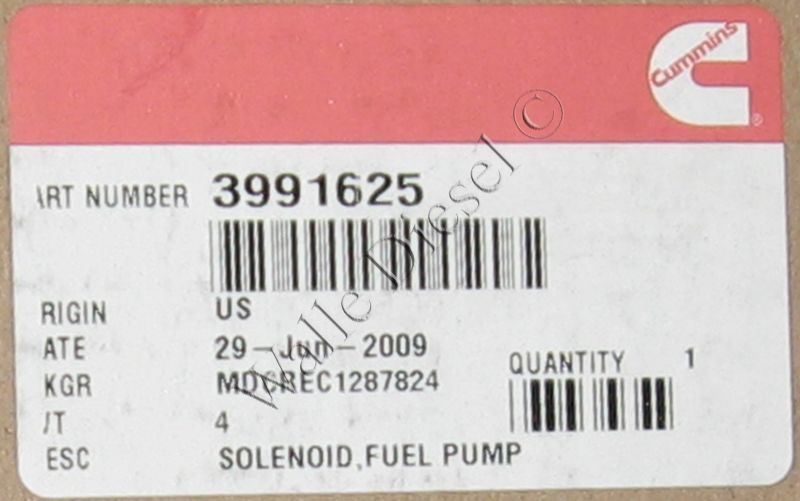 Cummins
®
ART NUMBER 3991625
RIGIN US
ATE 29-Jun-2009
QUANTITY 1
KGR MDCREC1287824
/T 4
ESC SOLENOID,FUEL PUMP
Walle Diesel ©